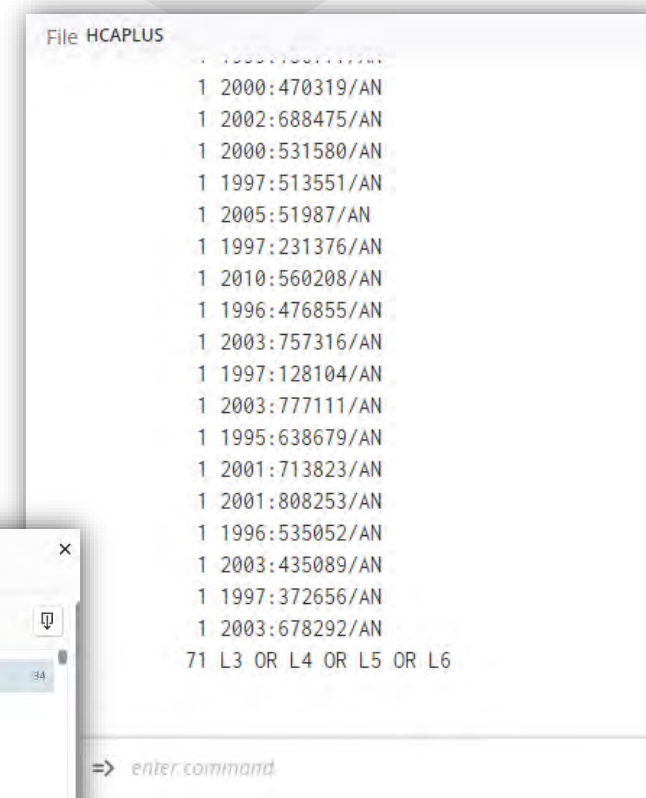 File HCAPLUS
1 2000:470319/AN
1 2002:688475/AN
1 2000:531580/AN
1 1997:513551/AN
1 2005:51987/AN
1 1997:231376/AN
1 2010:560208/AN
1 1996:476855/AN
1 2003:757316/AN
1 1997:128104/AN
1 2003:777111/AN
1 1995:638679/AN
1 2001:713823/AN
1 2001:808253/AN
1 1996:535052/AN
1 2003:435089/AN
1 1997:372656/AN
1 2003:678292/AN
71 L3 OR L4 OR L5 OR L6
34
=> enter command